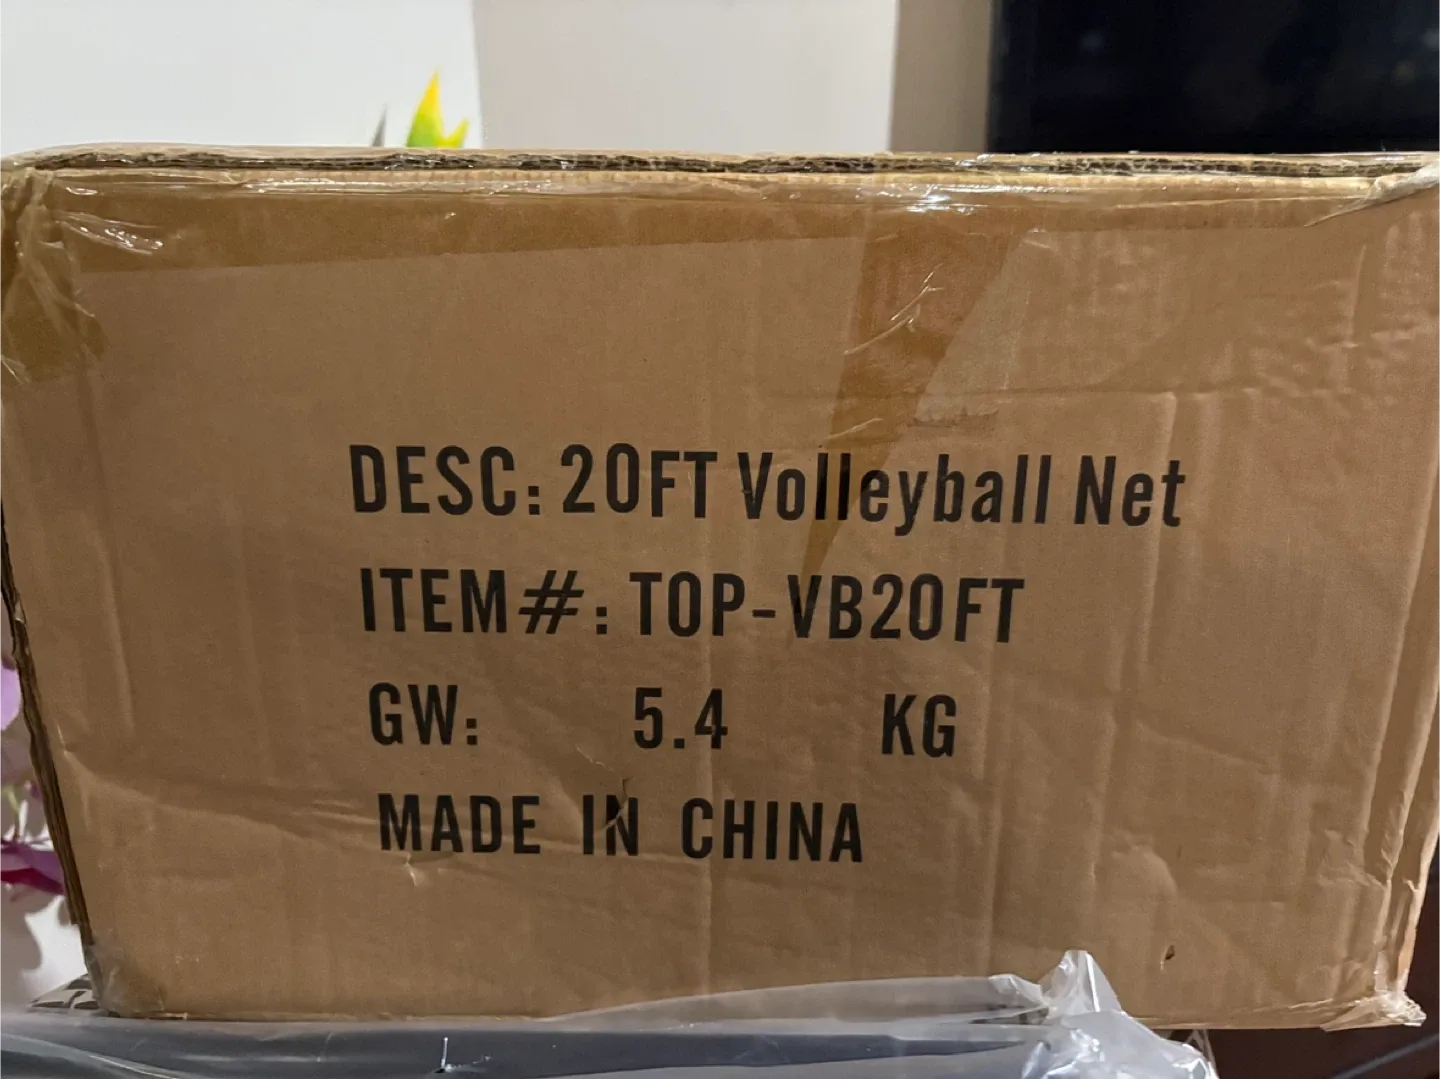 DESC: 20FT Volleyball Net
ITEM#: TOP-VB20FT
GW: 5.4 KG
MADE IN CHINA